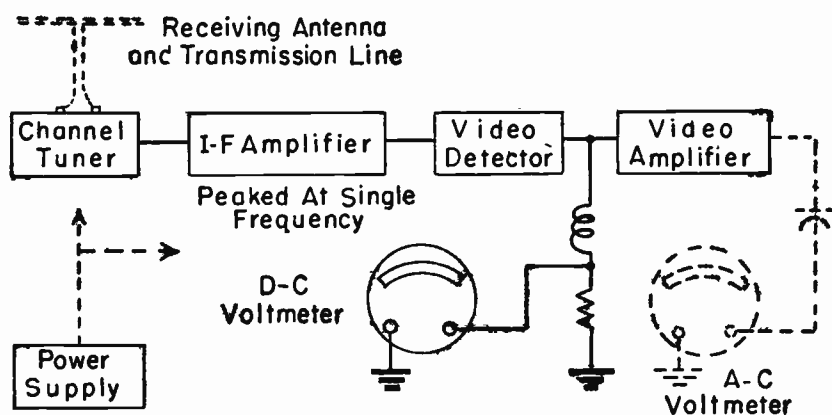 Receiving Antenna
and Transmission Line
Channel
Tuner
I-F Amplifier
Video
Detector
Video
Amplifier
Peaked At Single
Frequency
D-C
Voltmeter
Power
Supply
A-C
Voltmeter